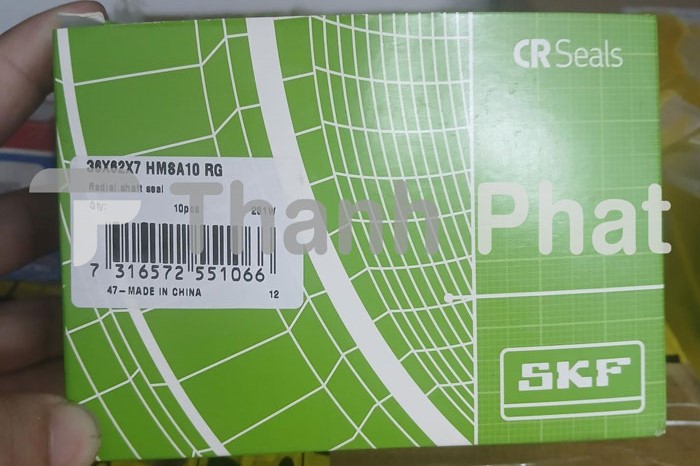 CR Seals
36X62X7 HMSA10 RG
Radial shaft seal
Qty: 10pcs 261W
Thanh Phat
7 316572 551066
47-MADE IN CHINA 12
SKF